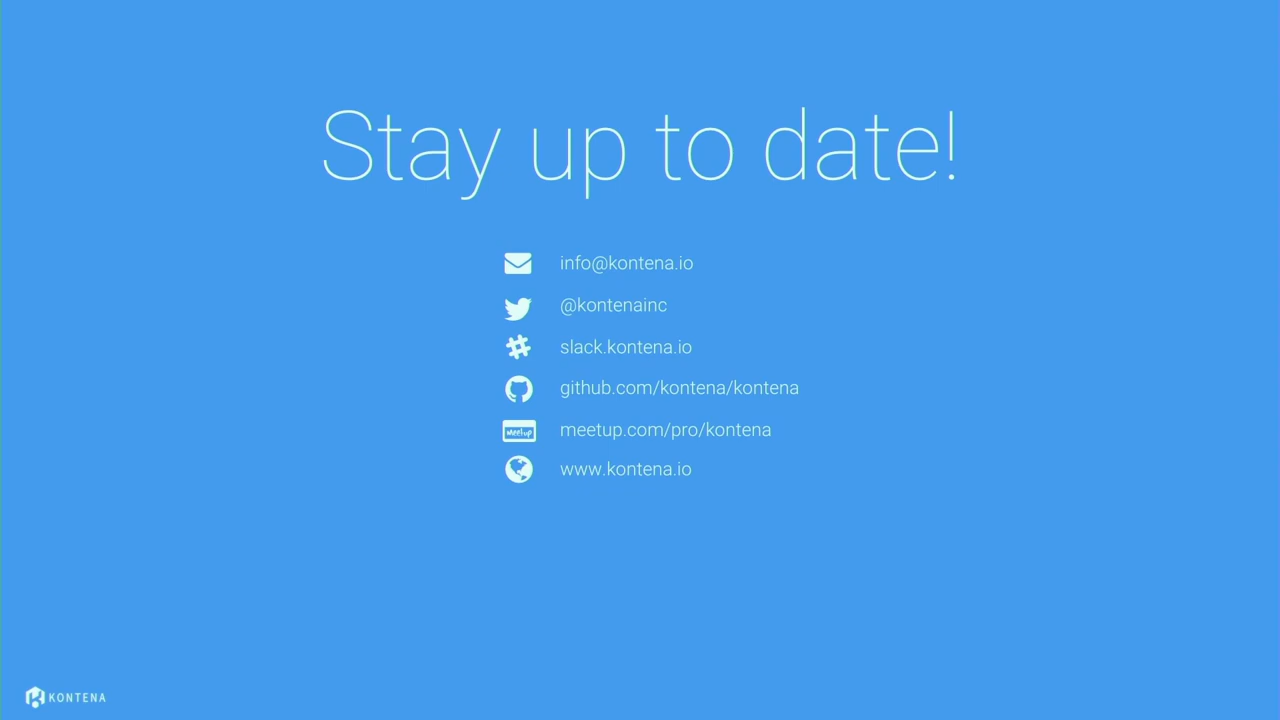 Stay up to date!
info@kontena.io
@kontenainc
slack.kontena.io
github.com/kontena/kontena
meetup
meetup.com/pro/kontena
www.kontena.io
KONTENA